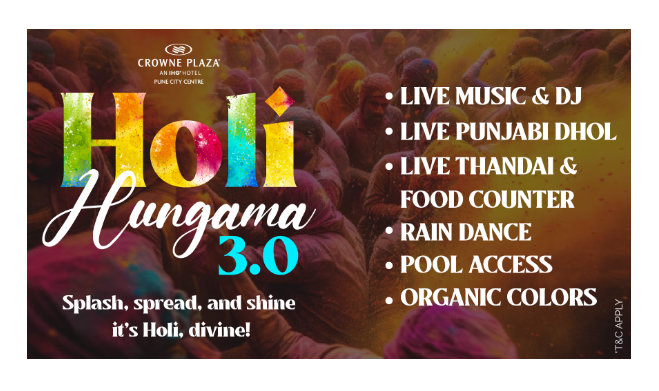 CROWNE PLAZA
AN IHG® HOTEL
PUNE CITY CENTRE
Holi
Hungama
3.0
Splash, spread, and shine
it's Holi, divine!
• LIVE MUSIC & DJ
• LIVE PUNJABI DHOL
• LIVE THANDAI &
FOOD COUNTER
• RAIN DANCE
• POOL ACCESS
• ORGANIC COLORS
*T&C APPLY